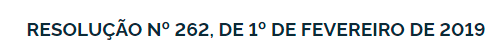 RESOLUÇÃO Nº 262, DE 1º DE FEVEREIRO DE 2019